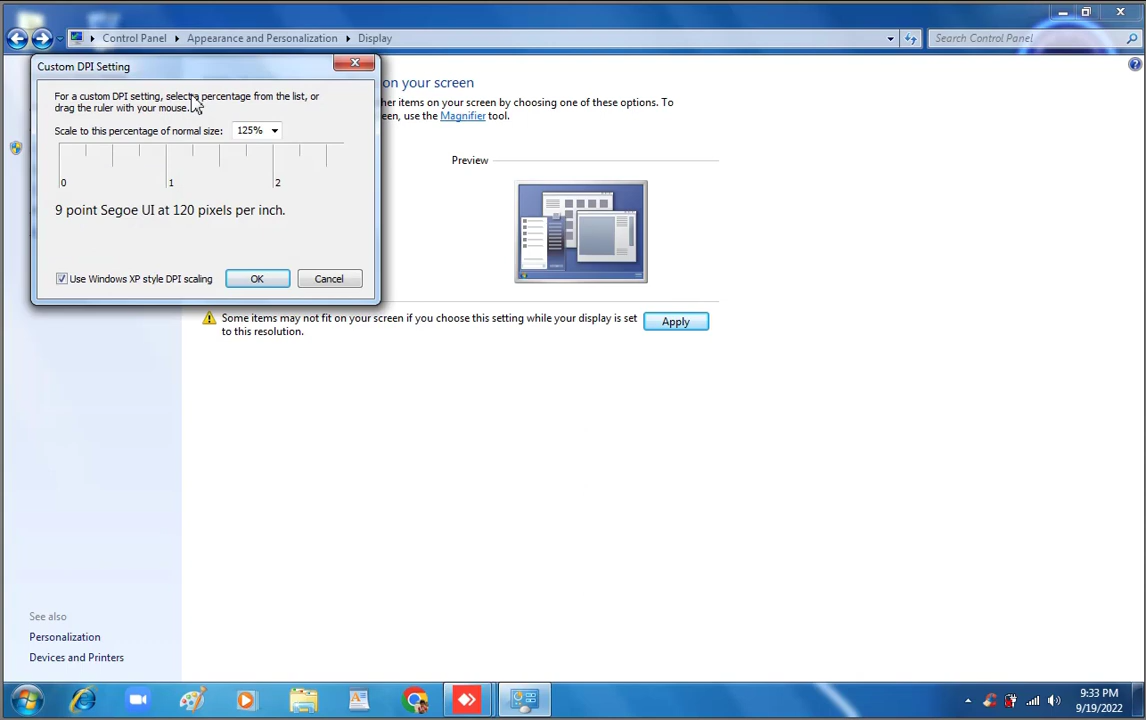 Control Panel
Appearance and Personalization
Display
Search Control Panel
Custom DPI Setting
on your screen
For a custom DPI setting, select a percentage from the list, or
drag the ruler with your mouse.
her items on your screen by choosing one of these options. To
een, use the Magnifier tool.
Scale to this percentage of normal size:
125%
Preview
0
1
2
9 point Segoe UI at 120 pixels per inch.
Use Windows XP style DPI scaling
OK
Cancel
Some items may not fit on your screen if you choose this setting while your display is set
to this resolution.
Apply
See also
Personalization
Devices and Printers
9:33 PM
9/19/2022